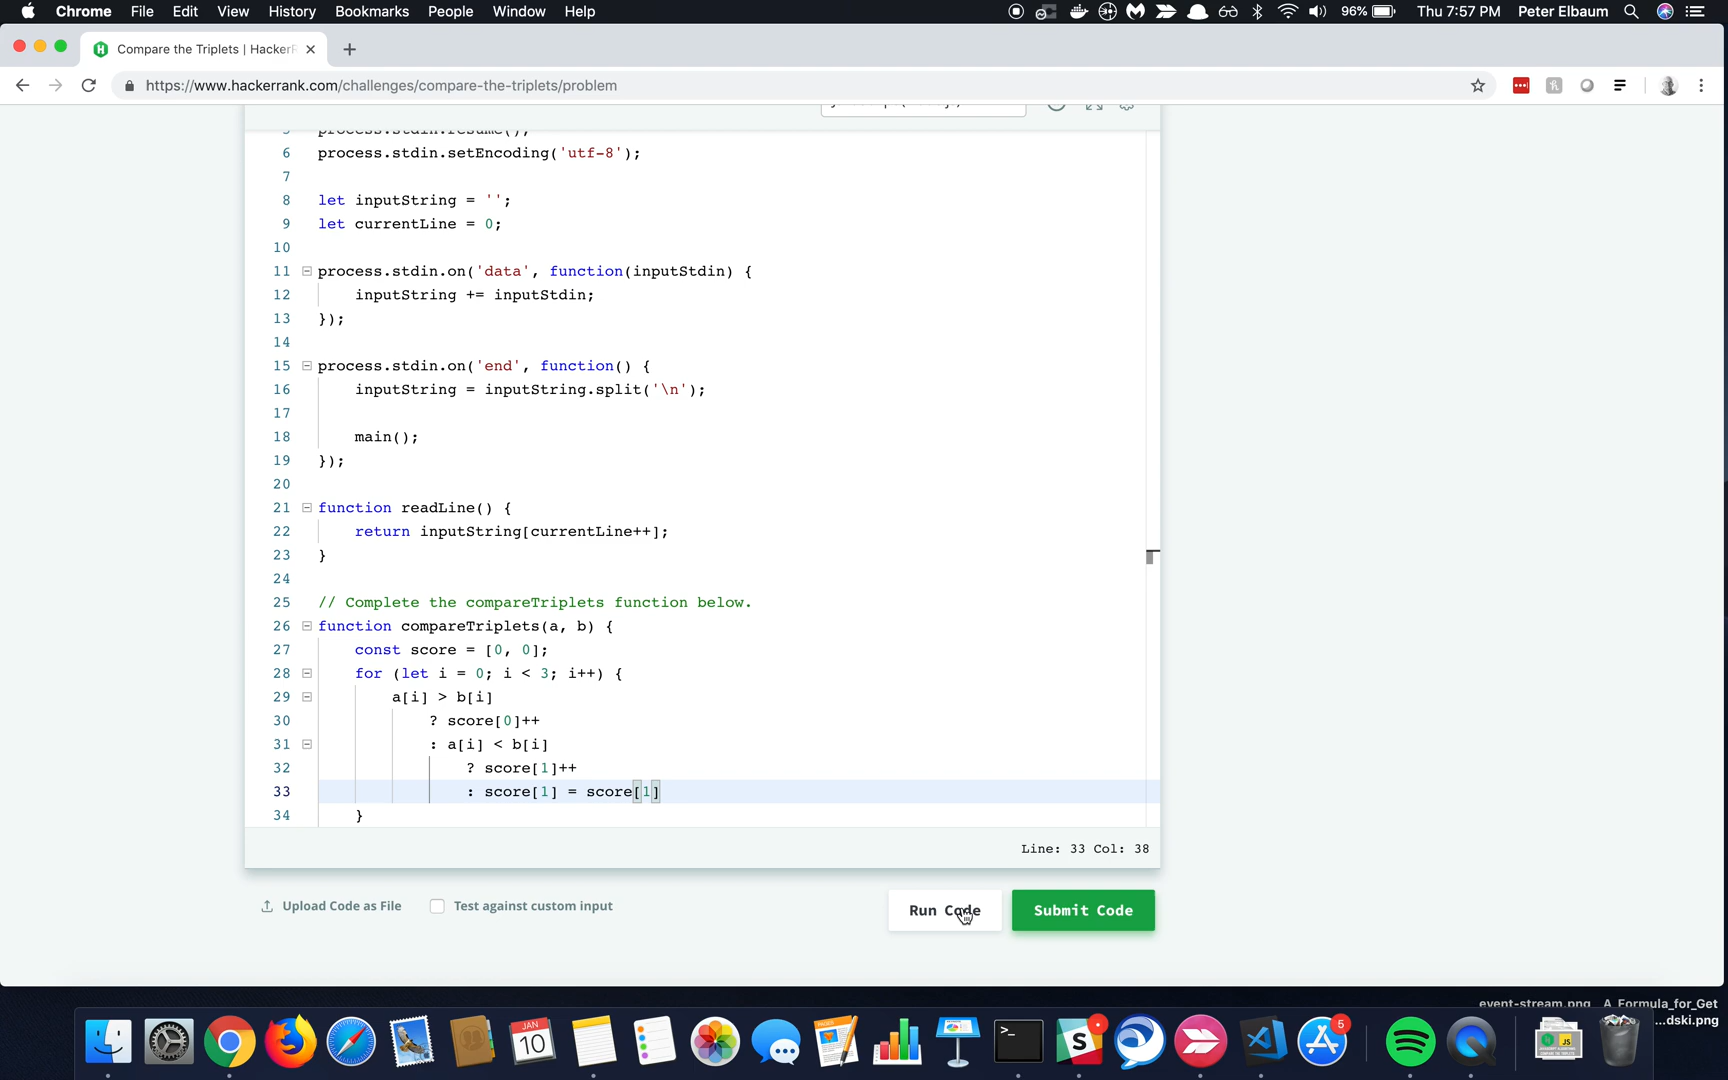 Chrome File Edit View History Bookmarks People Window Help 96% Thu 7:57 PM Peter Elbaum
Compare the Triplets | HackerR
https://www.hackerrank.com/challenges/compare-the-triplets/problem
5 process.stdin.resume();
6 process.stdin.setEncoding('utf-8');
7
8 let inputString = '';
9 let currentLine = 0;
10
11 process.stdin.on('data', function(inputStdin) {
12 inputString += inputStdin;
13 });
14
15 process.stdin.on('end', function() {
16 inputString = inputString.split('\n');
17
18 main();
19 });
20
21 function readLine() {
22 return inputString[currentLine++];
23 }
24
25 // Complete the compareTriplets function below.
26 function compareTriplets(a, b) {
27 const score = [0, 0];
28 for (let i = 0; i < 3; i++) {
29 a[i] > b[i]
30 ? score[0]++
31 : a[i] < b[i]
32 ? score[1]++
33 : score[1] = score[1]
34 }
Line: 33 Col: 38
Upload Code as File Test against custom input Run Code Submit Code
event-stream.png A_Formula_for_Get
...dski.png
JAN
10
5